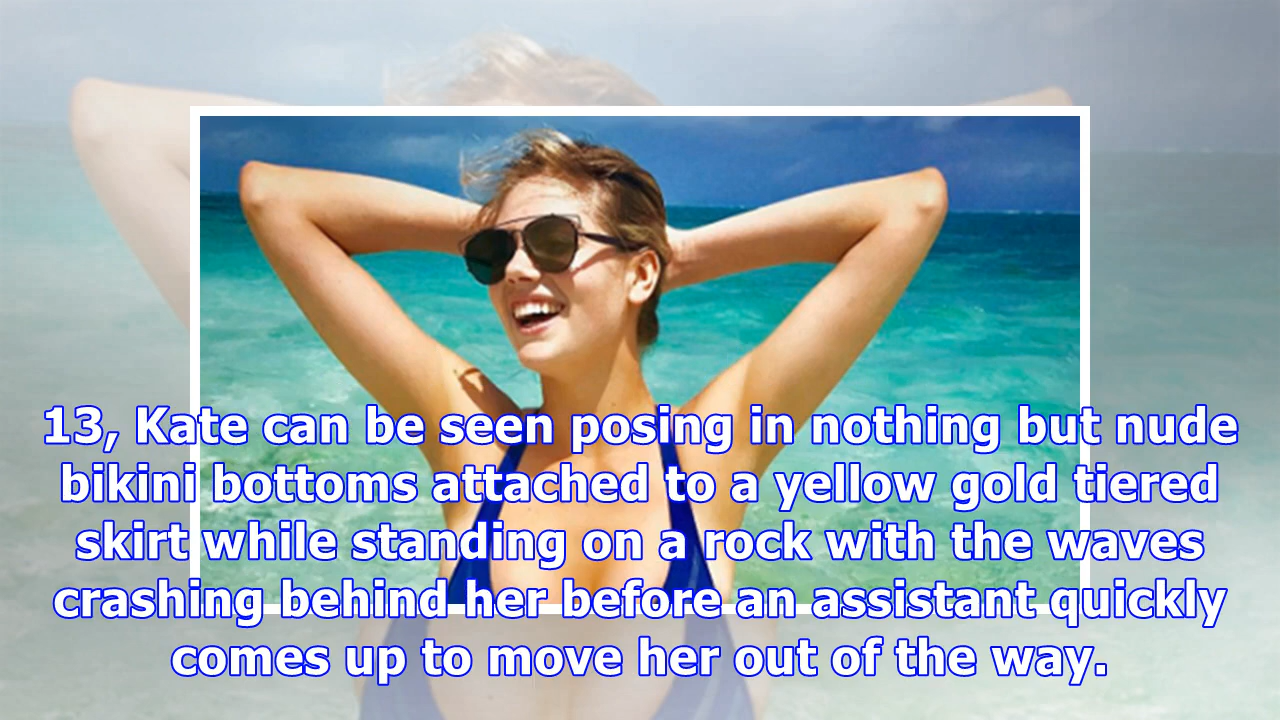 13, Kate can be seen posing in nothing but nude
bikini bottoms attached to a yellow gold tiered
skirt while standing on a rock with the waves
crashing behind her before an assistant quickly
comes up to move her out of the way.